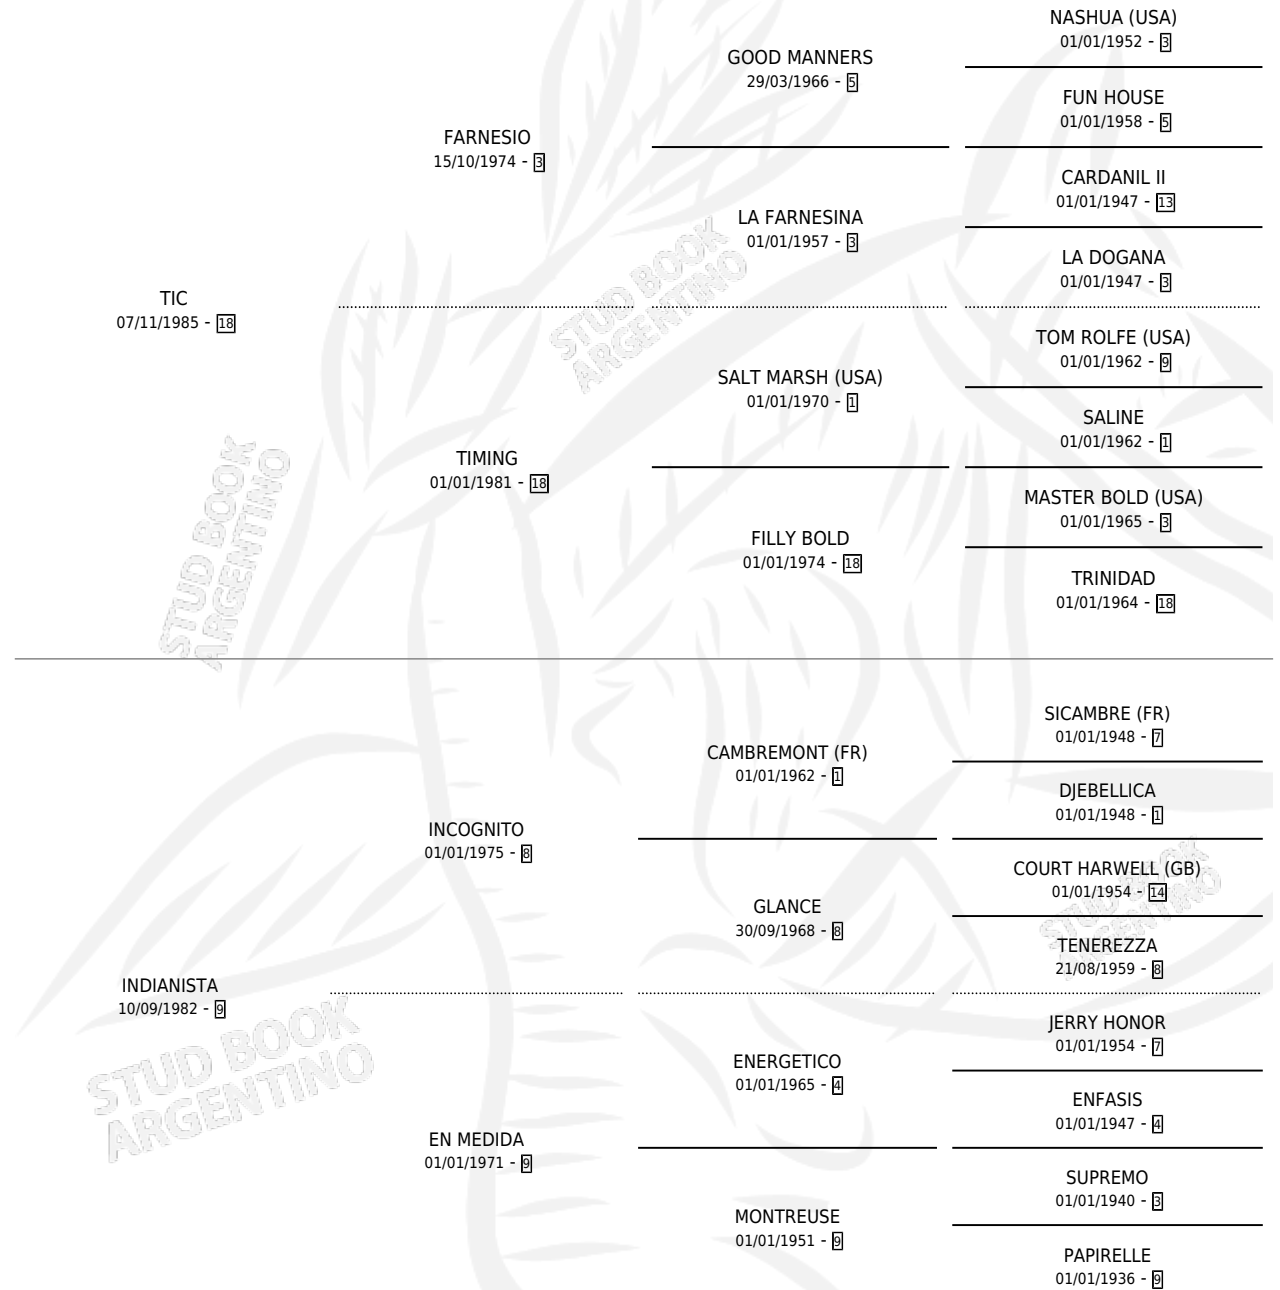 NASHUA (USA)
01/01/1952 - 3
GOOD MANNERS
29/03/1966 - 5
FUN HOUSE
01/01/1958 - 5
FARNESIO
15/10/1974 - 3
CARDANIL II
01/01/1947 - 13
LA FARNESINA
01/01/1957 - 3
LA DOGANA
01/01/1947 - 3
TIC
07/11/1985 - 18
TOM ROLFE (USA)
01/01/1962 - 9
SALT MARSH (USA)
01/01/1970 - 1
SALINE
01/01/1962 - 1
TIMING
01/01/1981 - 18
MASTER BOLD (USA)
01/01/1965 - 3
FILLY BOLD
01/01/1974 - 18
TRINIDAD
01/01/1964 - 18
STUD BOOK
ARGENTINO
STUD BOOK
ARGENTINO
SICAMBRE (FR)
01/01/1948 - 7
CAMBREMONT (FR)
01/01/1962 - 1
DJEBELLICA
01/01/1948 - 1
INCOGNITO
01/01/1975 - 8
COURT HARWELL (GB)
01/01/1954 - 14
GLANCE
30/09/1968 - 8
TENEREZZA
21/08/1959 - 8
INDIANISTA
10/09/1982 - 9
JERRY HONOR
01/01/1954 - 7
ENERGETICO
01/01/1965 - 4
ENFASIS
01/01/1947 - 4
EN MEDIDA
01/01/1971 - 9
SUPREMO
01/01/1940 - 3
MONTREUSE
01/01/1951 - 9
PAPIRELLE
01/01/1936 - 9
STUD BOOK
ARGENTINO
STUD BOOK
ARGENTINO